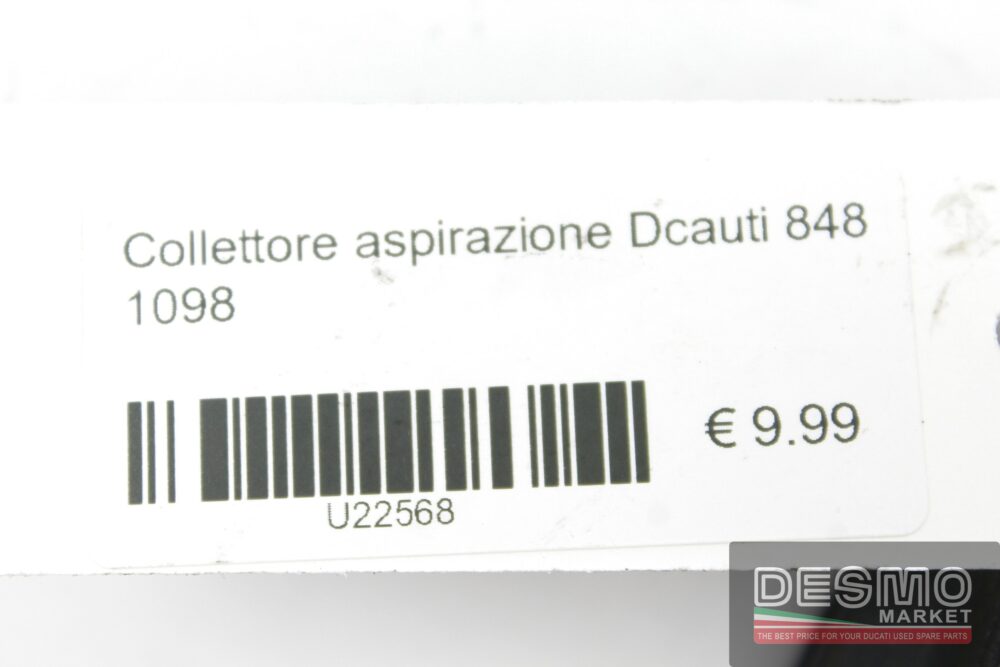 Collettore aspirazione Dcauti 848
1098
€ 9.99
U22568
DESMO
MARKET
THE BEST PRICE FOR YOUR DUCATI USED SPARE PARTS